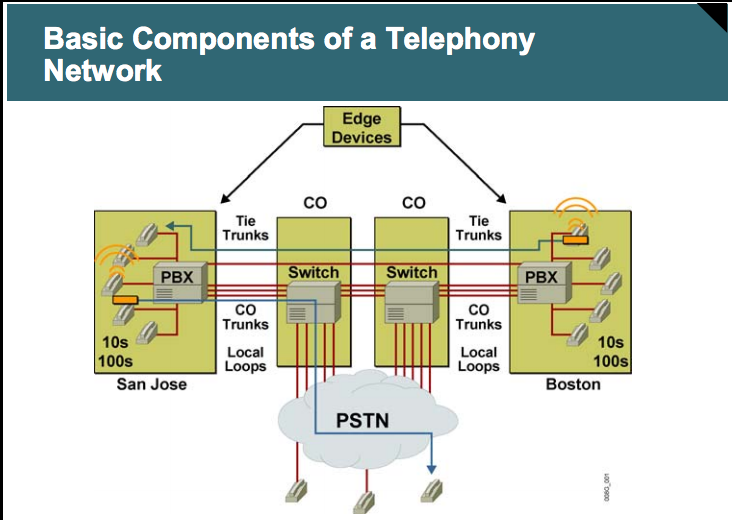 Basic Components of a Telephony
Network
Edge
Devices
CO
CO
Tie
Trunks
Tie
Trunks
PBX
Switch
Switch
PBX
CO
Trunks
CO
Trunks
10s
100s
Local
Loops
Local
Loops
10s
100s
San Jose
Boston
PSTN
008G_001